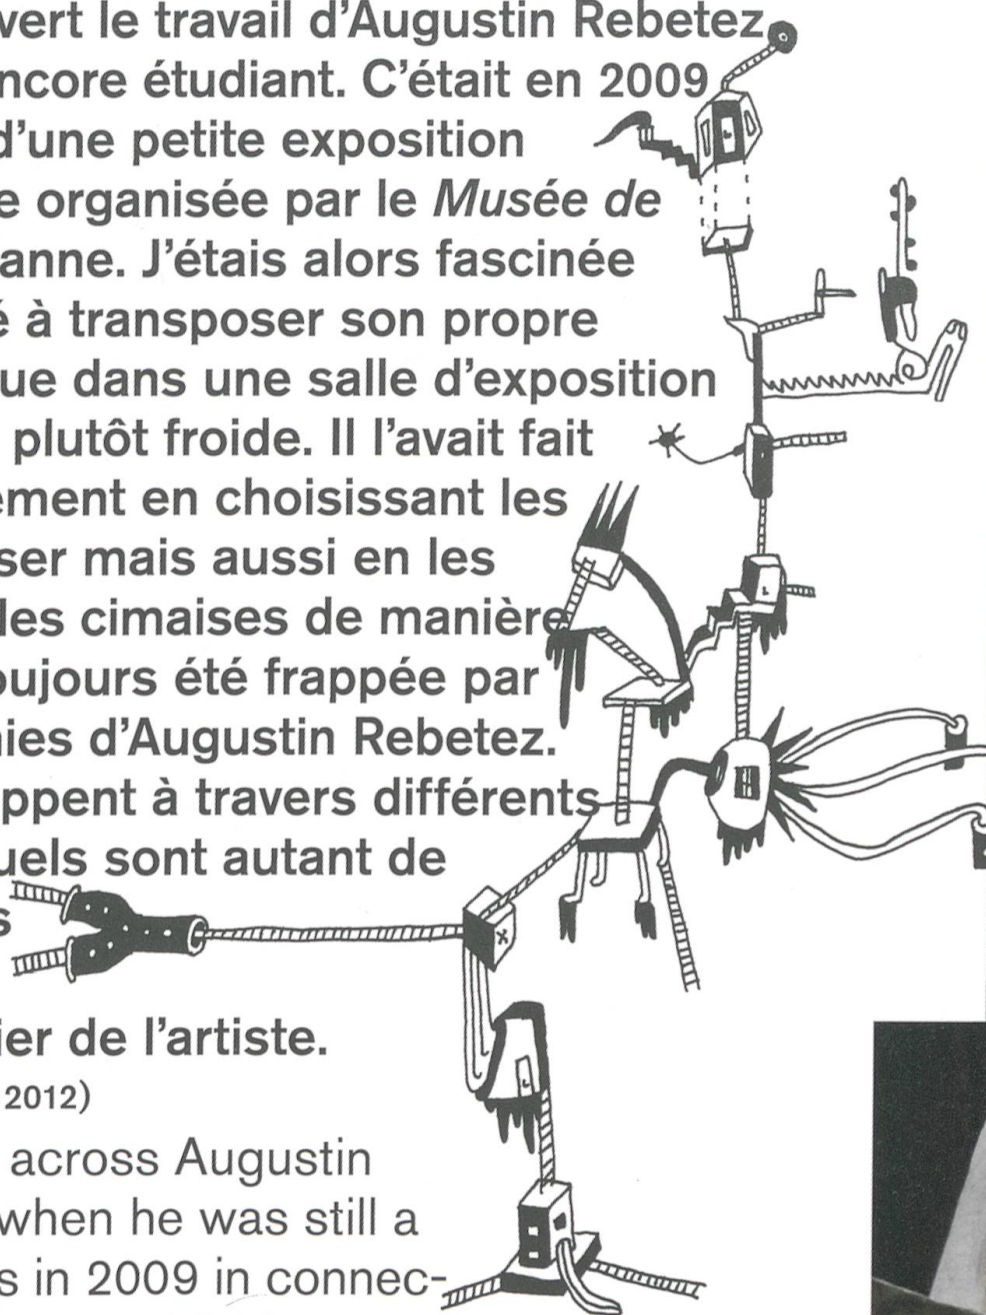 vert le travail d’Augustin Rebetez
ncore étudiant. C’était en 2009
d’une petite exposition
e organisée par le Musée de
anne. J’étais alors fascinée
é à transposer son propre
ue dans une salle d’exposition
plutôt froide. Il l’avait fait
ement en choisissant les
ser mais aussi en les
les cimaises de manière
oujours été frappée par
nies d’Augustin Rebetez.
ppent à travers différents
uels sont autant de
s
ier de l’artiste.
2012)
across Augustin
when he was still a
s in 2009 in connec-